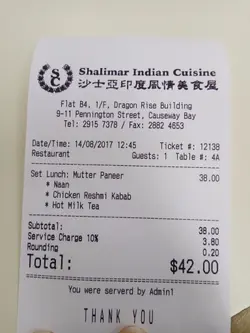 S C
Shalimar Indian Cuisine
沙士亞印度風情美食屋
Flat B4, 1/F, Dragon Rise Building
9-11 Pennington Street, Causeway Bay
Tel: 2915 7378 / Fax: 2882 4653
Date/Time: 14/08/2017 12:45 Ticket #: 12138
Restaurant Guests: 1 Table #: 4A
Set Lunch: Mutter Paneer 38.00
* Naan
* Chicken Reshmi Kabab
* Hot Milk Tea
Subtotal: 38.00
Service Charge 10% 3.80
Rounding 0.20
Total: $42.00
You were serverd by Admin1
THANK YOU